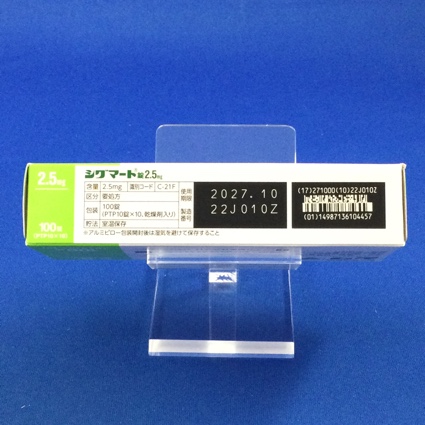 2.5mg
100錠
シグマート錠2.5mg
含量 2.5mg 識別コード C-21F
区分 要処方
包装 100錠
(PTP10錠×10、乾燥剤入り)
貯法 室温保存
※アルミピロー包装開封後は湿気を避けて保存すること
使用期限 2027.10
製造番号 22J010Z
(17)271000(10)22J010Z
(01)14987136104457